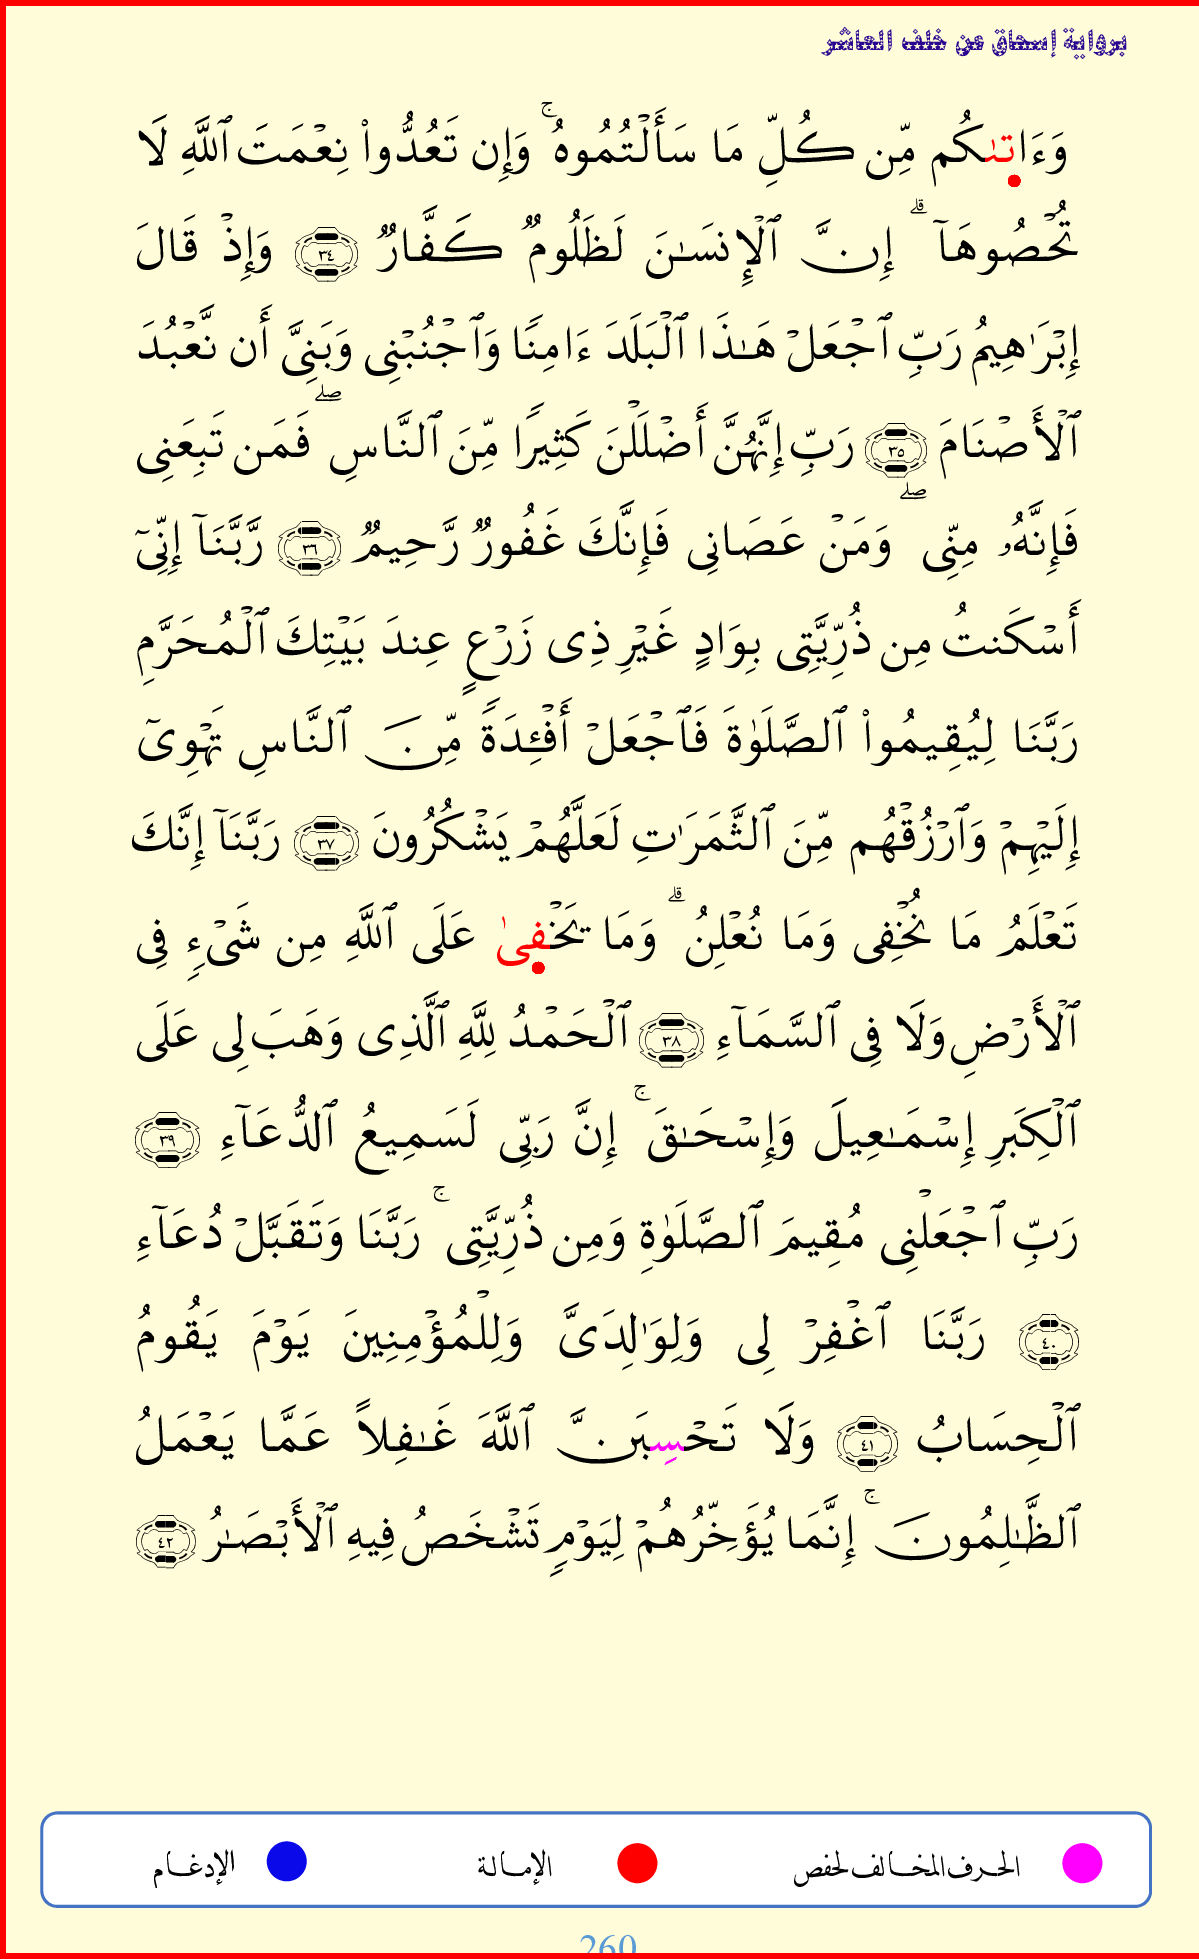 برواية إسحاق عن خلف العاشر
وَءَاتَىٰكُم مِّن كُلِّ مَا سَأَلْتُمُوهُ ۚ وَإِن تَعُدُّوا۟ نِعْمَتَ ٱللَّهِ لَا
تُحْصُوهَآ ۗ إِنَّ ٱلْإِنسَـٰنَ لَظَلُومٌ كَفَّارٌ ٣٤ وَإِذْ قَالَ
إِبْرَٰهِيمُ رَبِّ ٱجْعَلْ هَـٰذَا ٱلْبَلَدَ ءَامِنًا وَٱجْنُبْنِى وَبَنِىَّ أَن نَّعْبُدَ
ٱلْأَصْنَامَ ٣٥ رَبِّ إِنَّهُنَّ أَضْلَلْنَ كَثِيرًا مِّنَ ٱلنَّاسِ ۖ فَمَن تَبِعَنِى
فَإِنَّهُۥ مِنِّى ۖ وَمَنْ عَصَانِى فَإِنَّكَ غَفُورٌ رَّحِيمٌ ٣٦ رَّبَّنَآ إِنِّىٓ
أَسْكَنتُ مِن ذُرِّيَّتِى بِوَادٍ غَيْرِ ذِى زَرْعٍ عِندَ بَيْتِكَ ٱلْمُحَرَّمِ
رَبَّنَا لِيُقِيمُوا۟ ٱلصَّلَوٰةَ فَٱجْعَلْ أَفْـِٔدَةً مِّنَ ٱلنَّاسِ تَهْوِىٓ
إِلَيْهِمْ وَٱرْزُقْهُم مِّنَ ٱلثَّمَرَٰتِ لَعَلَّهُمْ يَشْكُرُونَ ٣٧ رَبَّنَآ إِنَّكَ
تَعْلَمُ مَا نُخْفِى وَمَا نُعْلِنُ ۗ وَمَا يَخْفِىٰ عَلَى ٱللَّهِ مِن شَىْءٍ فِى
ٱلْأَرْضِ وَلَا فِى ٱلسَّمَآءِ ٣٨ ٱلْحَمْدُ لِلَّهِ ٱلَّذِى وَهَبَ لِى عَلَى
ٱلْكِبَرِ إِسْمَـٰعِيلَ وَإِسْحَـٰقَ ۚ إِنَّ رَبِّى لَسَمِيعُ ٱلدُّعَآءِ ٣٩
رَبِّ ٱجْعَلْنِى مُقِيمَ ٱلصَّلَوٰةِ وَمِن ذُرِّيَّتِى ۚ رَبَّنَا وَتَقَبَّلْ دُعَآءِ
٤٠ رَبَّنَا ٱغْفِرْ لِى وَلِوَٰلِدَىَّ وَلِلْمُؤْمِنِينَ يَوْمَ يَقُومُ
ٱلْحِسَابُ ٤١ وَلَا تَحْسِبَنَّ ٱللَّهَ غَـٰفِلًا عَمَّا يَعْمَلُ
ٱلظَّـٰلِمُونَ ۚ إِنَّمَا يُؤَخِّرُهُمْ لِيَوْمٍ تَشْخَصُ فِيهِ ٱلْأَبْصَـٰرُ ٤٢
الحرف المخالف لحفص الإمالة الإدغام
260